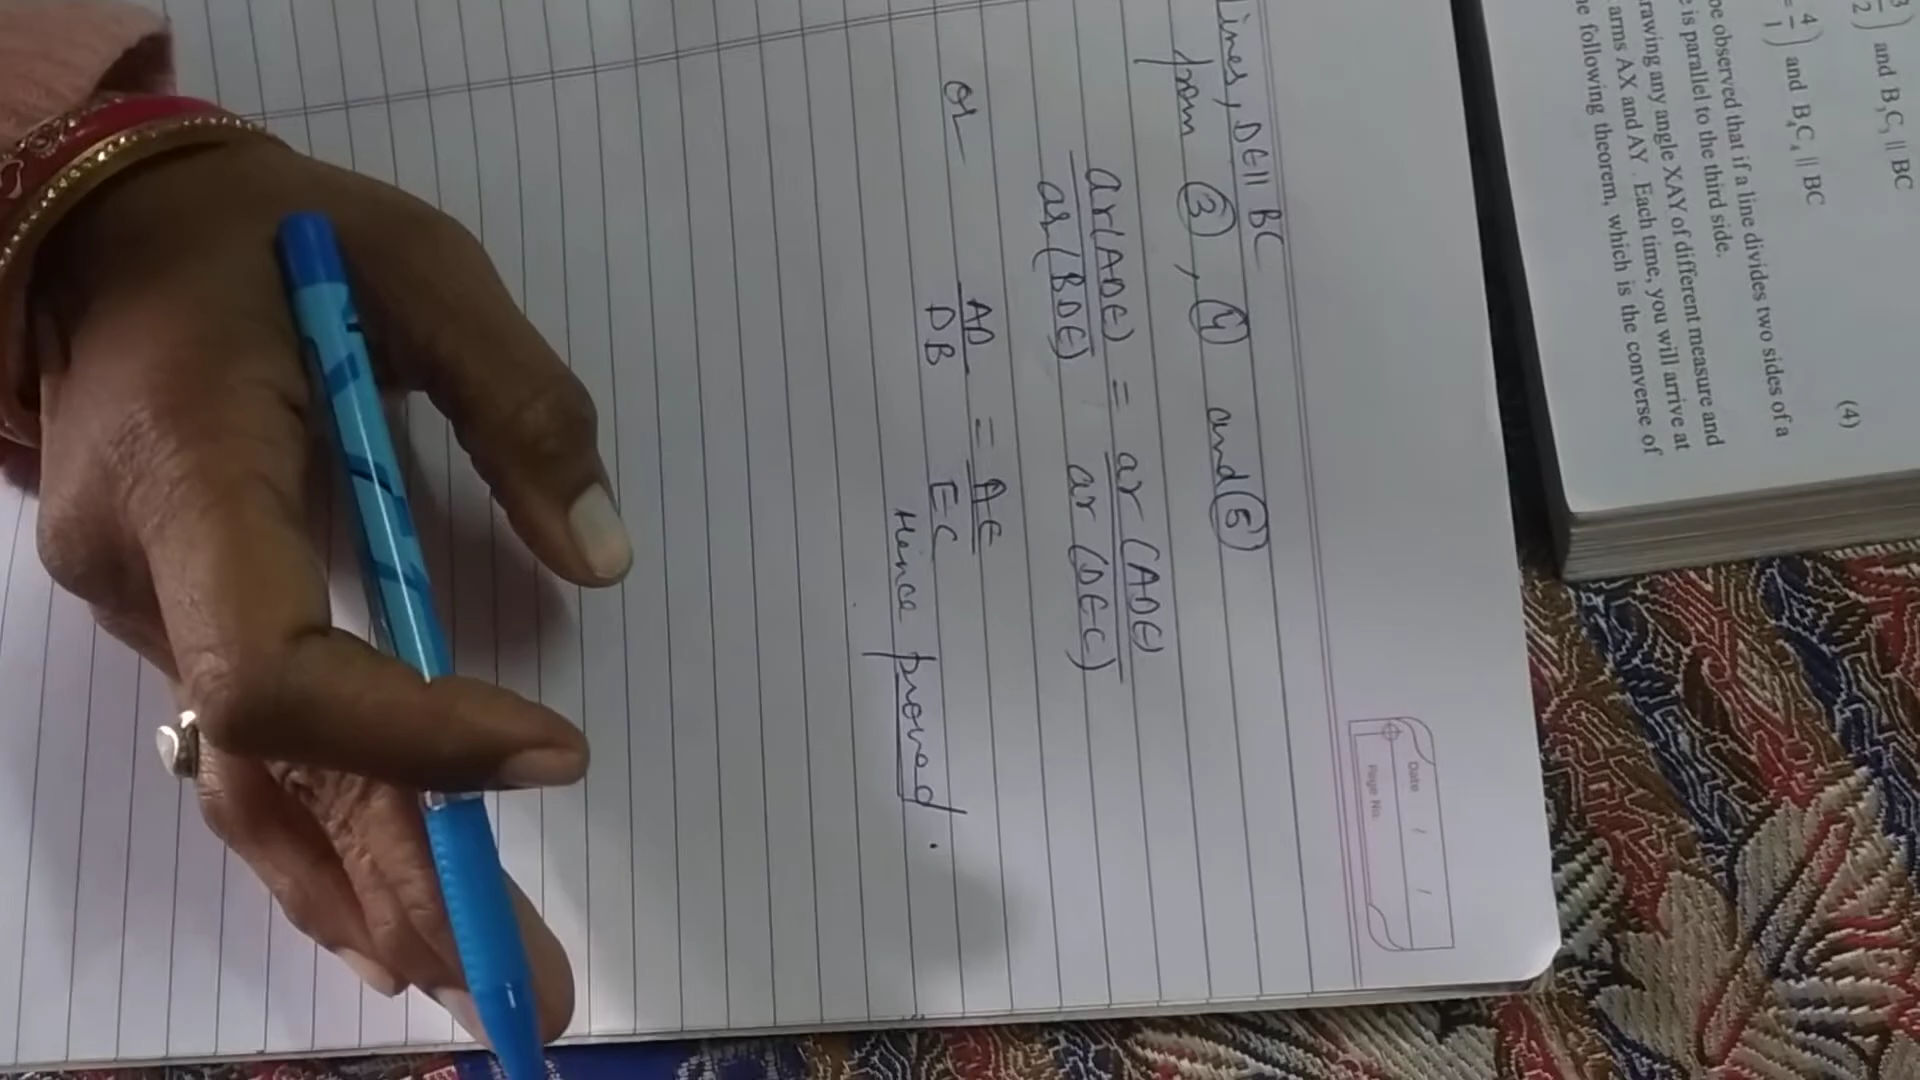 lines, DE || BC
from ③, ④ and ⑤
ar(ADE) = ar (ADE)
ar (BDE) ar (DEC)
or AD = AE
DB EC
Hence proved.
Date / /
Page No.
3
2) and B₃C₃ || BC
= 4
1) and B₄C₄ || BC
(4)
be observed that if a line divides two sides of a
e is parallel to the third side.
rawing any angle XAY of different measure and
arms AX and AY. Each time, you will arrive at
he following theorem, which is the converse of